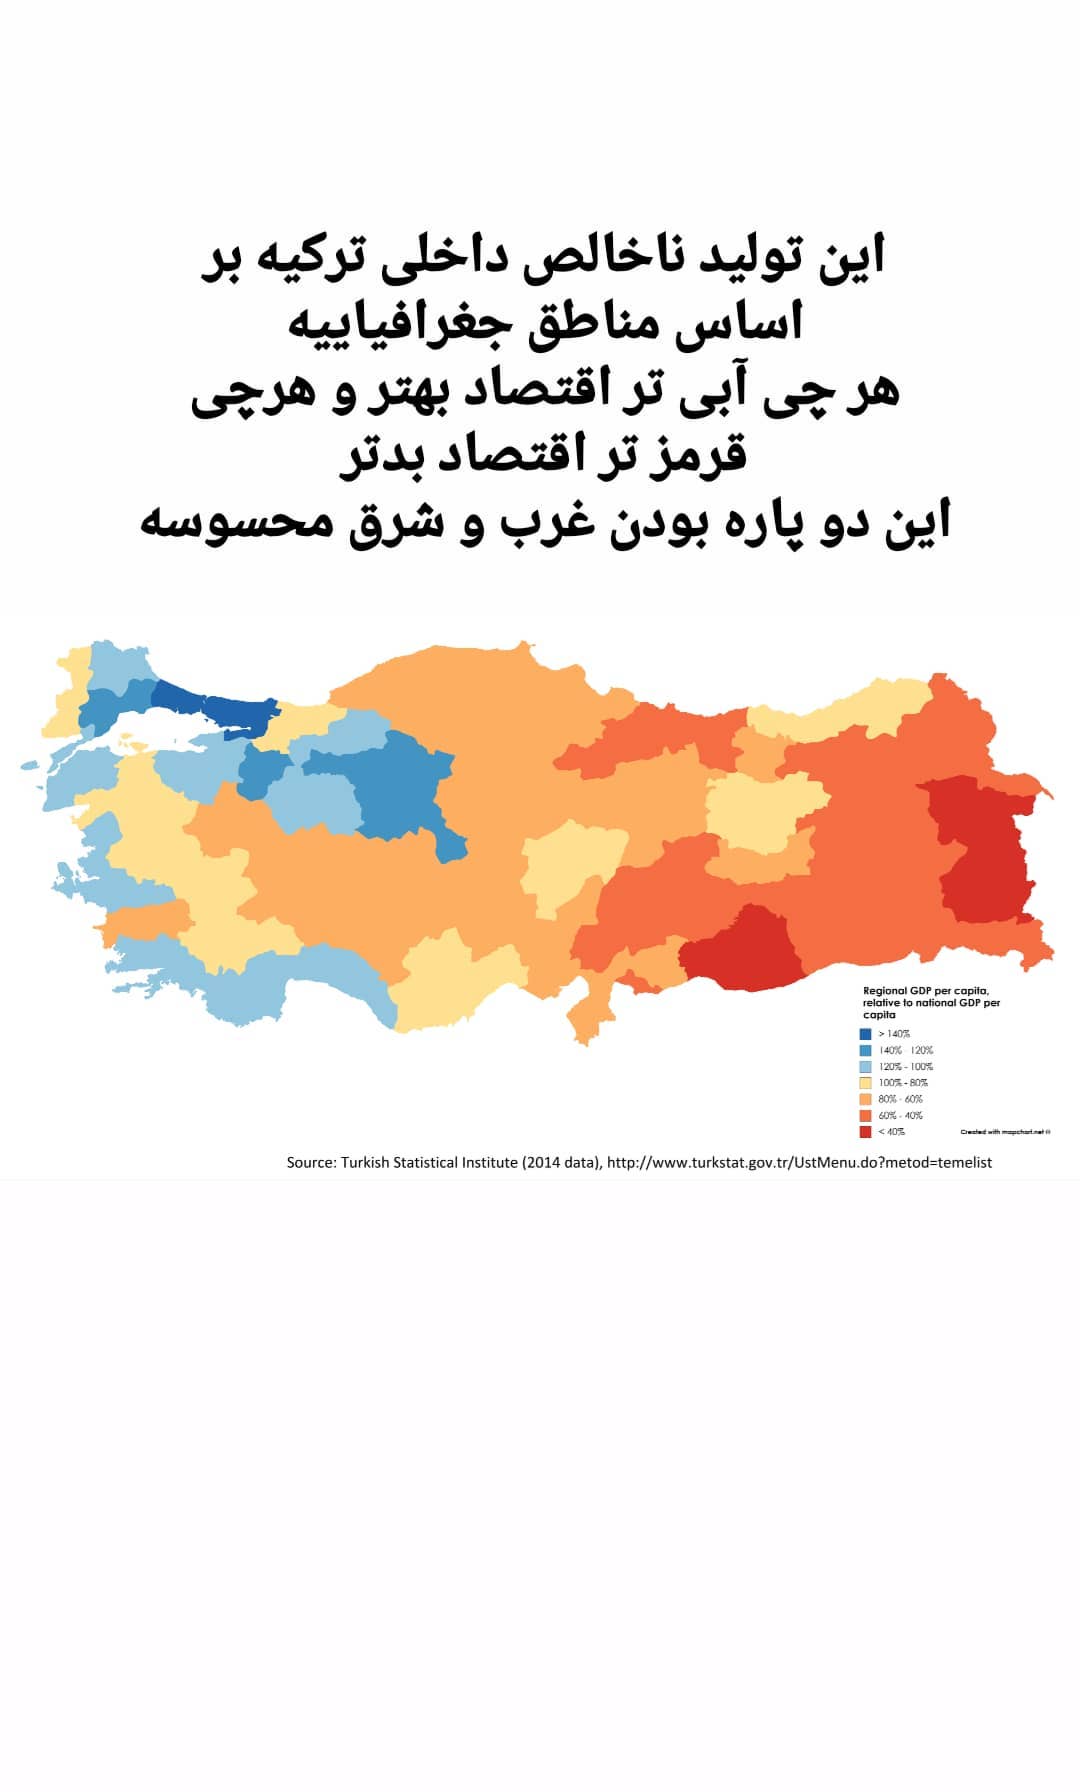 این تولید ناخالص داخلی ترکیه بر
اساس مناطق جغرافیاییه
هر چی آبی تر اقتصاد بهتر و هرچی
قرمز تر اقتصاد بدتر
این دو پاره بودن غرب و شرق محسوسه
Regional GDP per capita,
relative to national GDP per
capita
> 140%
140% - 120%
120% - 100%
100% - 80%
80% - 60%
60% - 40%
< 40%
Created with mapchart.net ©
Source: Turkish Statistical Institute (2014 data), http://www.turkstat.gov.tr/UstMenu.do?metod=temelist